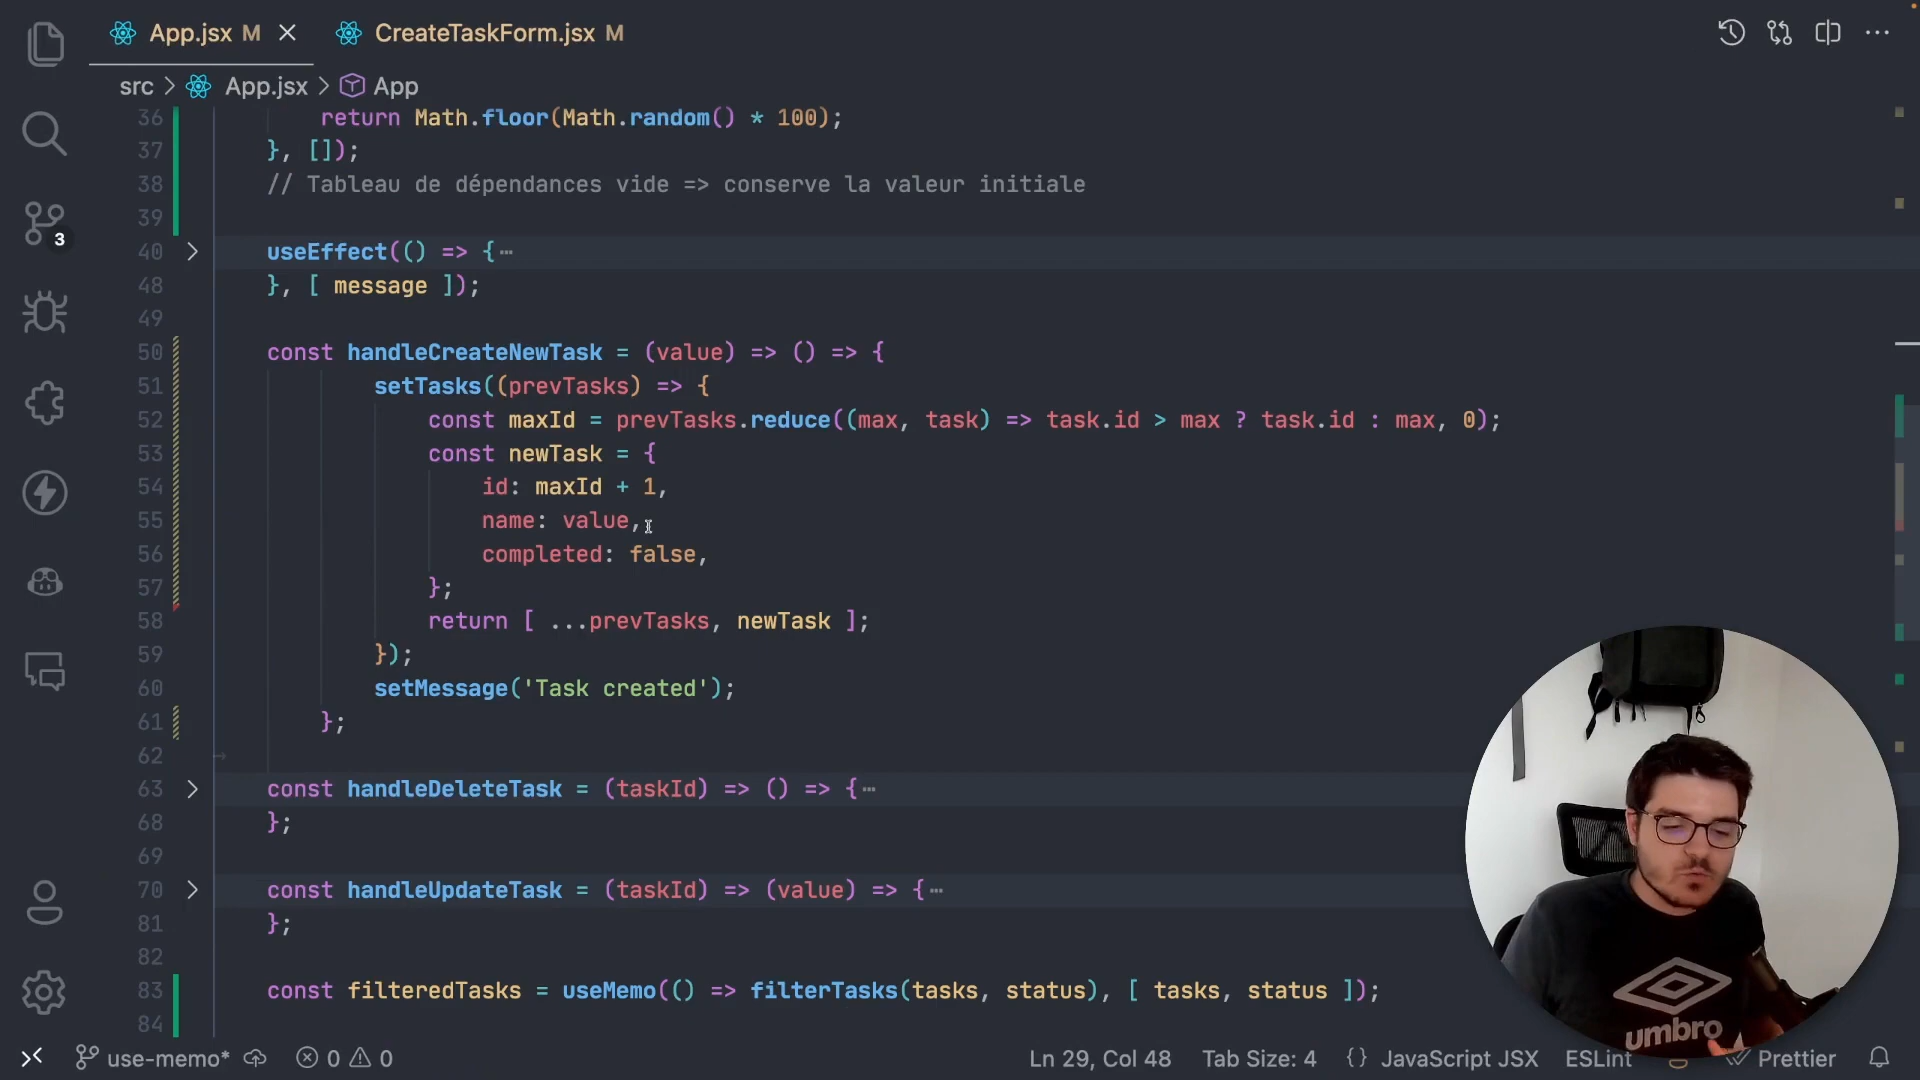 App.jsx M
CreateTaskForm.jsx M
src > App.jsx > App
36 return Math.floor(Math.random() * 100);
37 }, []);
38 // Tableau de dépendances vide => conserve la valeur initiale
39
40 useEffect(() => {
48 }, [ message ]);
49
50 const handleCreateNewTask = (value) => () => {
51 setTasks((prevTasks) => {
52 const maxId = prevTasks.reduce((max, task) => task.id > max ? task.id : max, 0);
53 const newTask = {
54 id: maxId + 1,
55 name: value,
56 completed: false,
57 };
58 return [ ...prevTasks, newTask ];
59 });
60 setMessage('Task created');
61 };
62
63 const handleDeleteTask = (taskId) => () => {
68 };
69
70 const handleUpdateTask = (taskId) => (value) => {
81 };
82
83 const filteredTasks = useMemo(() => filterTasks(tasks, status), [ tasks, status ]);
84
3
umbro
use-memo* 0 0 Ln 29, Col 48 Tab Size: 4 {} JavaScript JSX ESLint Prettier